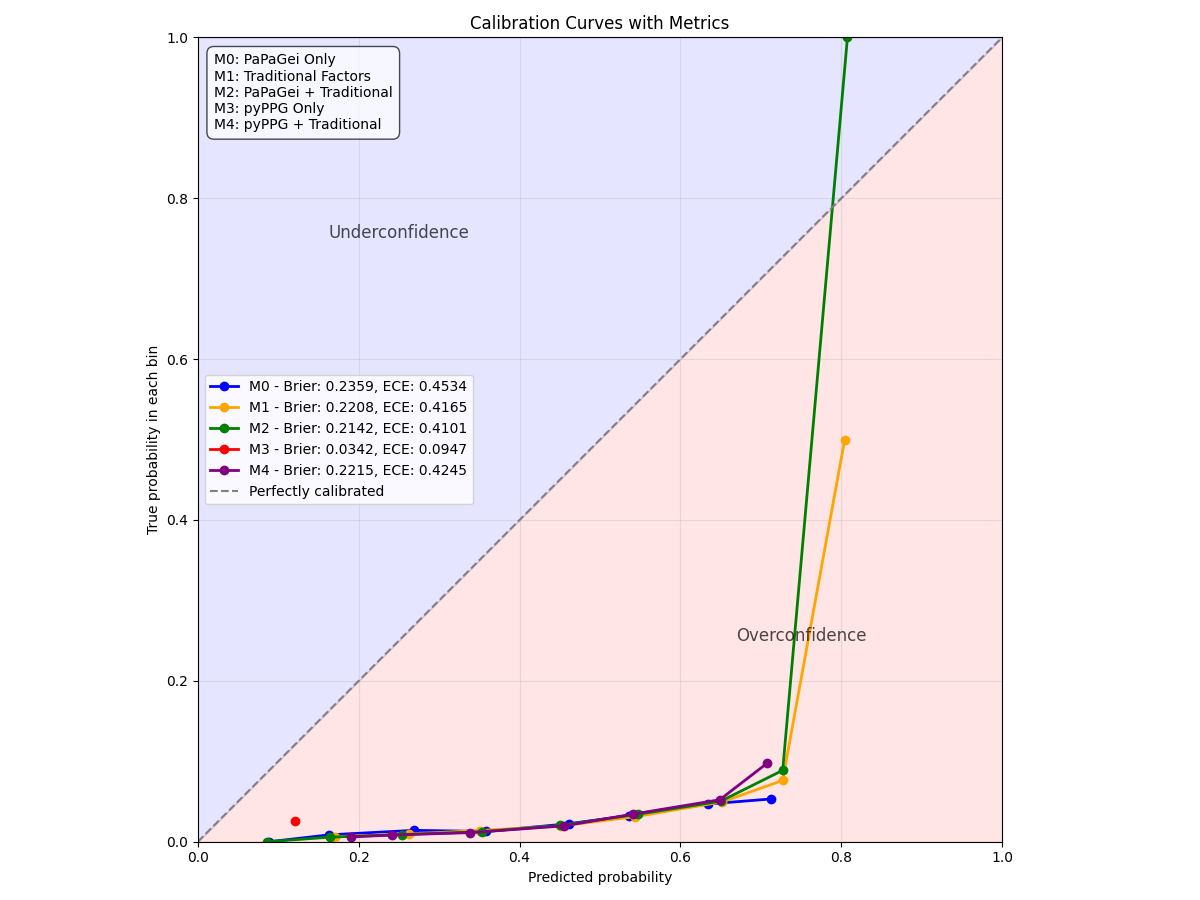 Calibration Curves with Metrics
1.0
M0: PaPaGei Only
M1: Traditional Factors
M2: PaPaGei + Traditional
M3: pyPPG Only
M4: pyPPG + Traditional
0.8
Underconfidence
0.6
M0 - Brier: 0.2359, ECE: 0.4534
M1 - Brier: 0.2208, ECE: 0.4165
M2 - Brier: 0.2142, ECE: 0.4101
M3 - Brier: 0.0342, ECE: 0.0947
M4 - Brier: 0.2215, ECE: 0.4245
Perfectly calibrated
True probability in each bin
0.4
Overconfidence
0.2
0.0
0.0 0.2 0.4 0.6 0.8 1.0
Predicted probability